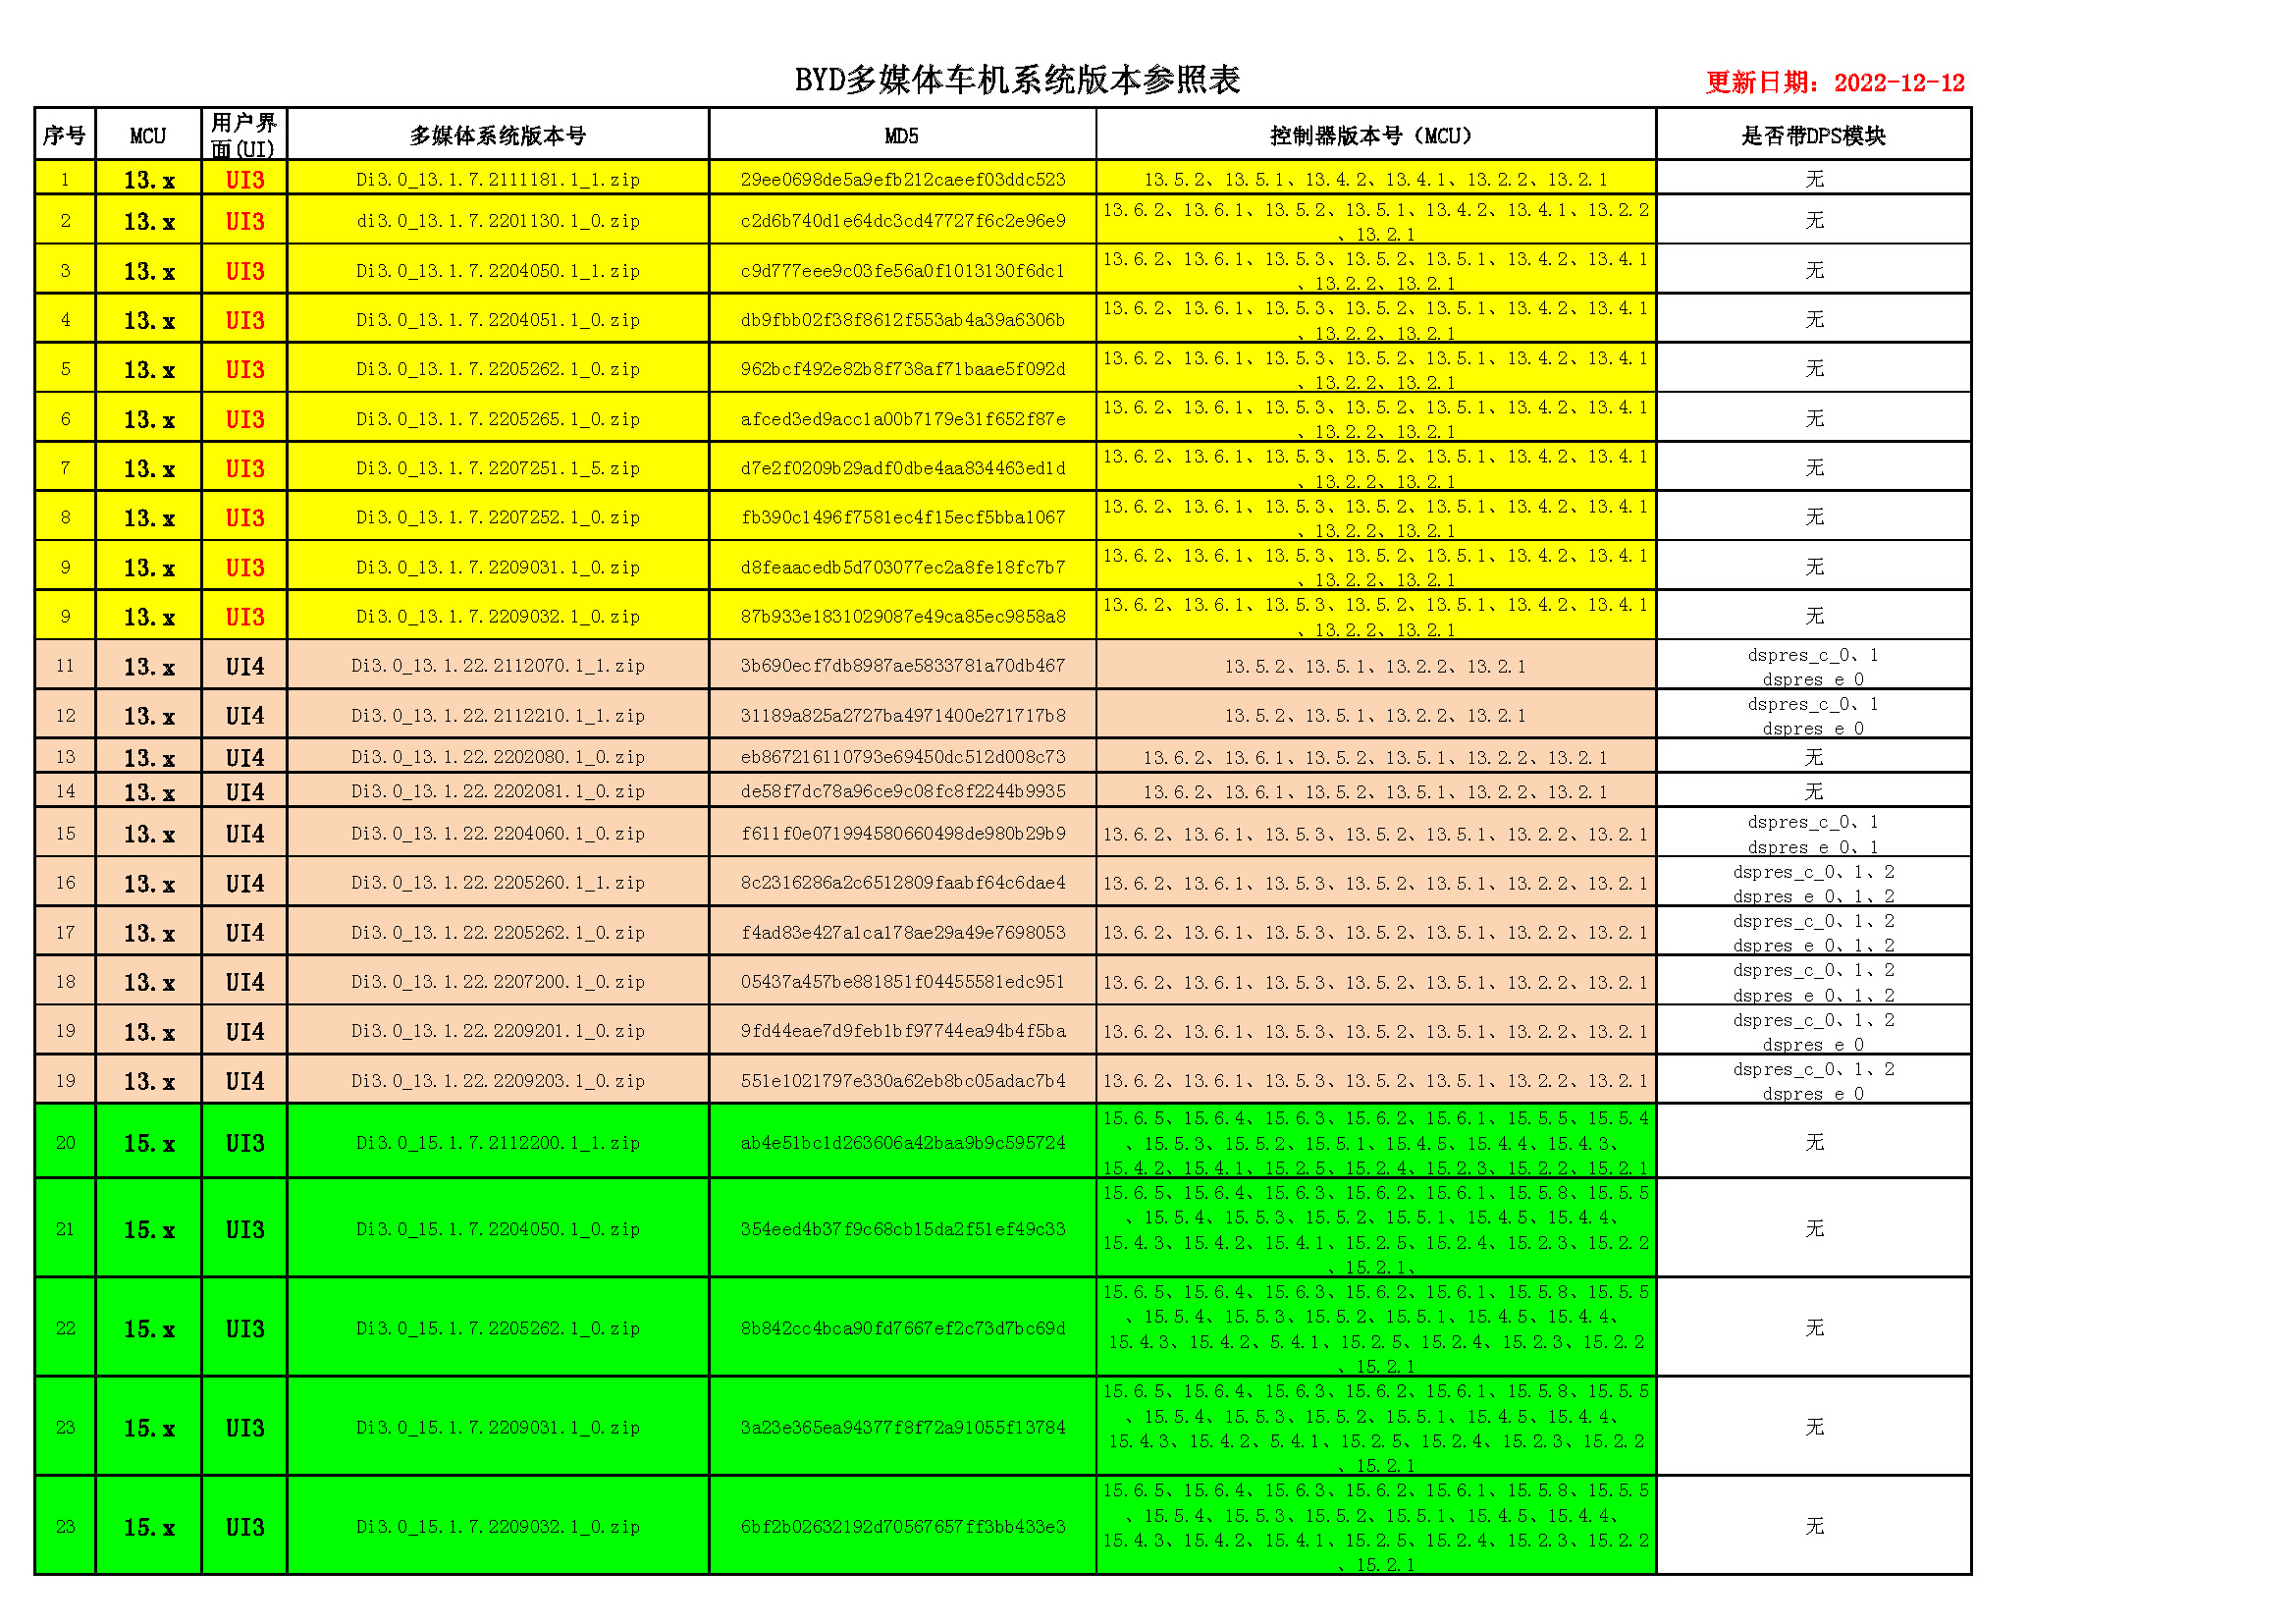 BYD多媒体车机系统版本参照表
更新日期：2022-12-12
序号 MCU 用户界面(UI) 多媒体系统版本号 MD5 控制器版本号（MCU） 是否带DPS模块
1 13.x UI3 Di3.0_13.1.7.2111181.1_1.zip 29ee0698de5a9efb212caeef03ddc523 13.5.2、13.5.1、13.4.2、13.4.1、13.2.2、13.2.1 无
2 13.x UI3 di3.0_13.1.7.2201130.1_0.zip c2d6b740d1e64dc3cd47727f6c2e96e9 13.6.2、13.6.1、13.5.2、13.5.1、13.4.2、13.4.1、13.2.2
、13.2.1 无
3 13.x UI3 Di3.0_13.1.7.2204050.1_1.zip c9d777eee9c03fe56a0f1013130f6dc1 13.6.2、13.6.1、13.5.3、13.5.2、13.5.1、13.4.2、13.4.1
、13.2.2、13.2.1 无
4 13.x UI3 Di3.0_13.1.7.2204051.1_0.zip db9fbb02f38f8612f553ab4a39a6306b 13.6.2、13.6.1、13.5.3、13.5.2、13.5.1、13.4.2、13.4.1
、13.2.2、13.2.1 无
5 13.x UI3 Di3.0_13.1.7.2205262.1_0.zip 962bcf492e82b8f738af71baae5f092d 13.6.2、13.6.1、13.5.3、13.5.2、13.5.1、13.4.2、13.4.1
、13.2.2、13.2.1 无
6 13.x UI3 Di3.0_13.1.7.2205265.1_0.zip afced3ed9acc1a00b7179e31f652f87e 13.6.2、13.6.1、13.5.3、13.5.2、13.5.1、13.4.2、13.4.1
、13.2.2、13.2.1 无
7 13.x UI3 Di3.0_13.1.7.2207251.1_5.zip d7e2f0209b29adf0dbe4aa834463ed1d 13.6.2、13.6.1、13.5.3、13.5.2、13.5.1、13.4.2、13.4.1
、13.2.2、13.2.1 无
8 13.x UI3 Di3.0_13.1.7.2207252.1_0.zip fb390c1496f7581ec4f15ecf5bba1067 13.6.2、13.6.1、13.5.3、13.5.2、13.5.1、13.4.2、13.4.1
、13.2.2、13.2.1 无
9 13.x UI3 Di3.0_13.1.7.2209031.1_0.zip d8feaacedb5d703077ec2a8fe18fc7b7 13.6.2、13.6.1、13.5.3、13.5.2、13.5.1、13.4.2、13.4.1
、13.2.2、13.2.1 无
9 13.x UI3 Di3.0_13.1.7.2209032.1_0.zip 87b933e1831029087e49ca85ec9858a8 13.6.2、13.6.1、13.5.3、13.5.2、13.5.1、13.4.2、13.4.1
、13.2.2、13.2.1 无
11 13.x UI4 Di3.0_13.1.22.2112070.1_1.zip 3b690ecf7db8987ae5833781a70db467 13.5.2、13.5.1、13.2.2、13.2.1 dspres_c_0、1
dspres_e_0
12 13.x UI4 Di3.0_13.1.22.2112210.1_1.zip 31189a825a2727ba4971400e271717b8 13.5.2、13.5.1、13.2.2、13.2.1 dspres_c_0、1
dspres_e_0
13 13.x UI4 Di3.0_13.1.22.2202080.1_0.zip eb867216110793e69450dc512d008c73 13.6.2、13.6.1、13.5.2、13.5.1、13.2.2、13.2.1 无
14 13.x UI4 Di3.0_13.1.22.2202081.1_0.zip de58f7dc78a96ce9c08fc8f2244b9935 13.6.2、13.6.1、13.5.2、13.5.1、13.2.2、13.2.1 无
15 13.x UI4 Di3.0_13.1.22.2204060.1_0.zip f611f0e071994580660498de980b29b9 13.6.2、13.6.1、13.5.3、13.5.2、13.5.1、13.2.2、13.2.1 dspres_c_0、1
dspres_e_0、1
16 13.x UI4 Di3.0_13.1.22.2205260.1_1.zip 8c2316286a2c6512809faabf64c6dae4 13.6.2、13.6.1、13.5.3、13.5.2、13.5.1、13.2.2、13.2.1 dspres_c_0、1、2
dspres_e_0、1、2
17 13.x UI4 Di3.0_13.1.22.2205262.1_0.zip f4ad83e427a1ca178ae29a49e7698053 13.6.2、13.6.1、13.5.3、13.5.2、13.5.1、13.2.2、13.2.1 dspres_c_0、1、2
dspres_e_0、1、2
18 13.x UI4 Di3.0_13.1.22.2207200.1_0.zip 05437a457be881851f04455581edc951 13.6.2、13.6.1、13.5.3、13.5.2、13.5.1、13.2.2、13.2.1 dspres_c_0、1、2
dspres_e_0、1、2
19 13.x UI4 Di3.0_13.1.22.2209201.1_0.zip 9fd44eae7d9feb1bf97744ea94b4f5ba 13.6.2、13.6.1、13.5.3、13.5.2、13.5.1、13.2.2、13.2.1 dspres_c_0、1、2
dspres_e_0
19 13.x UI4 Di3.0_13.1.22.2209203.1_0.zip 551e1021797e330a62eb8bc05adac7b4 13.6.2、13.6.1、13.5.3、13.5.2、13.5.1、13.2.2、13.2.1 dspres_c_0、1、2
dspres_e_0
20 15.x UI3 Di3.0_15.1.7.2112200.1_1.zip ab4e51bc1d263606a42baa9b9c595724 15.6.5、15.6.4、15.6.3、15.6.2、15.6.1、15.5.5、15.5.4
、15.5.3、15.5.2、15.5.1、15.4.5、15.4.4、15.4.3、
15.4.2、15.4.1、15.2.5、15.2.4、15.2.3、15.2.2、15.2.1 无
21 15.x UI3 Di3.0_15.1.7.2204050.1_0.zip 354eed4b37f9c68cb15da2f51ef49c33 15.6.5、15.6.4、15.6.3、15.6.2、15.6.1、15.5.8、15.5.5
、15.5.4、15.5.3、15.5.2、15.5.1、15.4.5、15.4.4、
15.4.3、15.4.2、15.4.1、15.2.5、15.2.4、15.2.3、15.2.2
、15.2.1、 无
22 15.x UI3 Di3.0_15.1.7.2205262.1_0.zip 8b842cc4bca90fd7667ef2c73d7bc69d 15.6.5、15.6.4、15.6.3、15.6.2、15.6.1、15.5.8、15.5.5
、15.5.4、15.5.3、15.5.2、15.5.1、15.4.5、15.4.4、
15.4.3、15.4.2、5.4.1、15.2.5、15.2.4、15.2.3、15.2.2
、15.2.1 无
23 15.x UI3 Di3.0_15.1.7.2209031.1_0.zip 3a23e365ea94377f8f72a91055f13784 15.6.5、15.6.4、15.6.3、15.6.2、15.6.1、15.5.8、15.5.5
、15.5.4、15.5.3、15.5.2、15.5.1、15.4.5、15.4.4、
15.4.3、15.4.2、5.4.1、15.2.5、15.2.4、15.2.3、15.2.2
、15.2.1 无
23 15.x UI3 Di3.0_15.1.7.2209032.1_0.zip 6bf2b02632192d70567657ff3bb433e3 15.6.5、15.6.4、15.6.3、15.6.2、15.6.1、15.5.8、15.5.5
、15.5.4、15.5.3、15.5.2、15.5.1、15.4.5、15.4.4、
15.4.3、15.4.2、15.4.1、15.2.5、15.2.4、15.2.3、15.2.2
、15.2.1 无